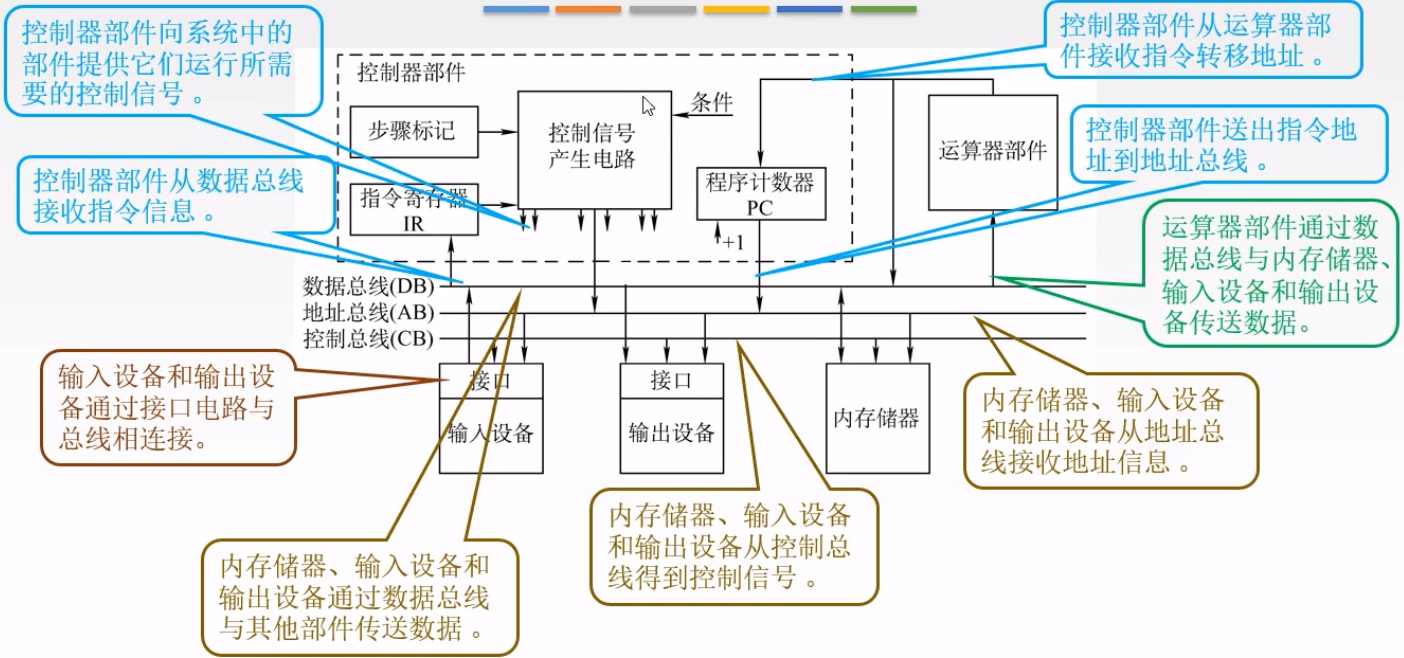 控制器部件向系统中的
部件提供它们运行所需
要的控制信号 。
控制器部件从运算器部
件接收指令转移地址 。
控制器部件
步骤标记
控制信号
产生电路
条件
运算器部件
控制器部件送出指令地
址到地址总线 。
控制器部件从数据总线
接收指令信息 。
指令寄存器
IR
程序计数器
PC
+1
运算器部件通过数
据总线与内存储器、
输入设备和输出设
备传送数据。
数据总线(DB)
地址总线(AB)
控制总线(CB)
输入设备和输出设
备通过接口电路与
总线相连接。
接口
输入设备
接口
输出设备
内存储器
内存储器、输入设备
和输出设备从地址总
线接收地址信息 。
内存储器、输入设备
和输出设备从控制总
线得到控制信号 。
内存储器、输入设备和
输出设备通过数据总线
与其他部件传送数据 。